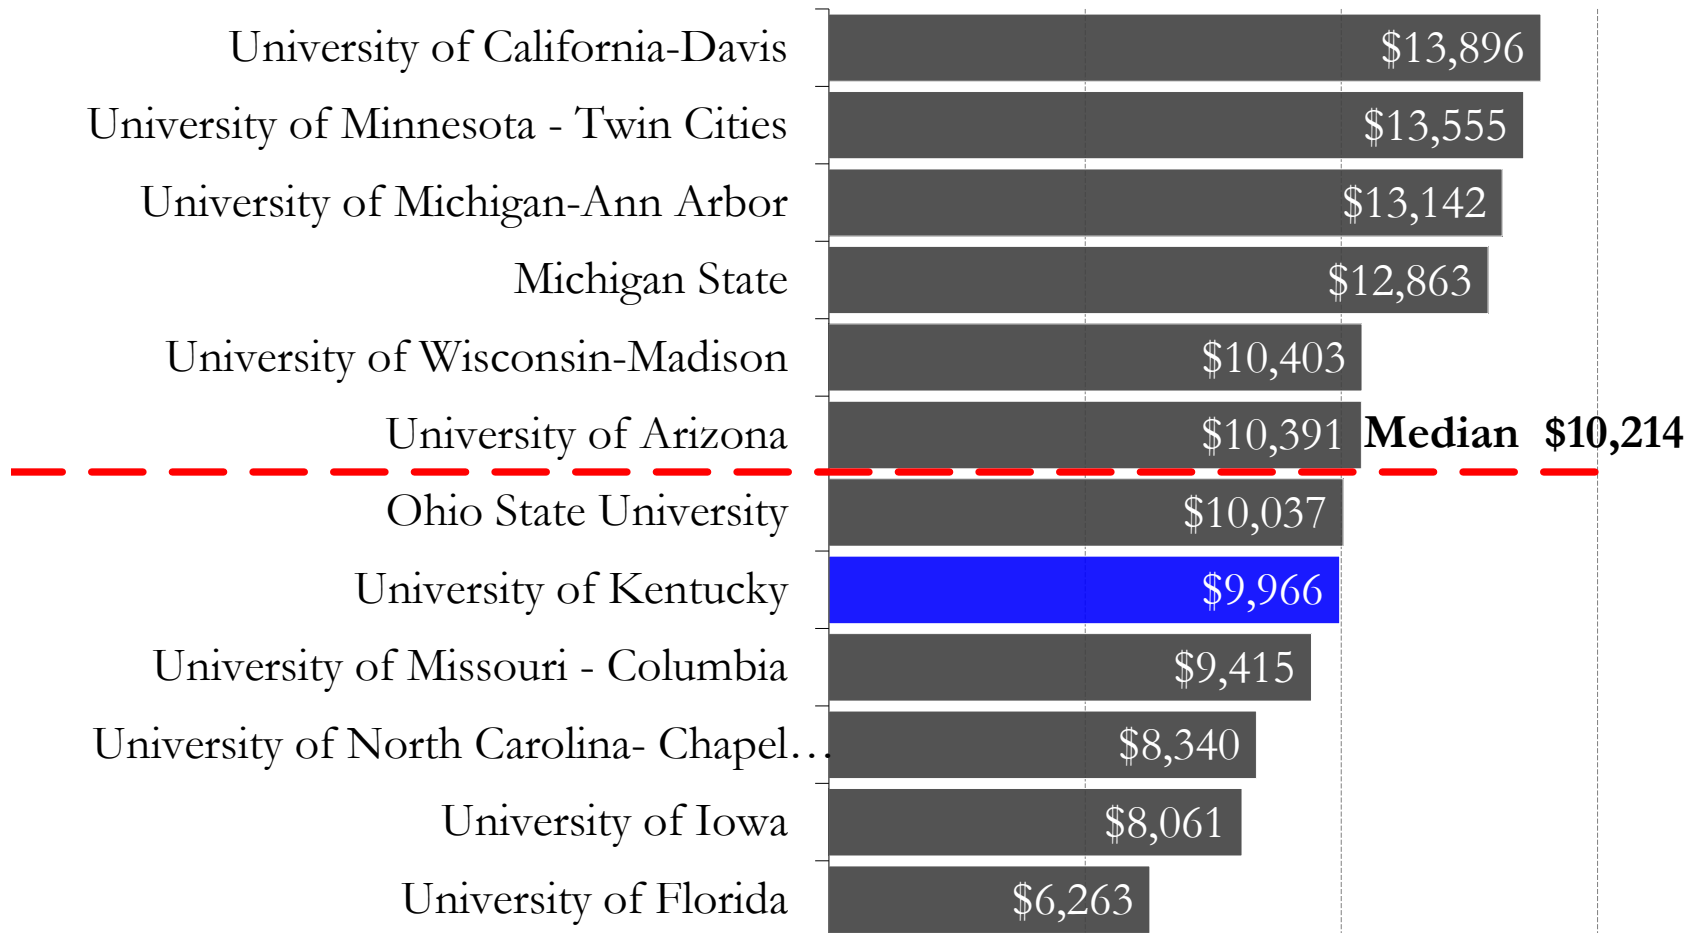 University of California-Davis $13,896
University of Minnesota - Twin Cities $13,555
University of Michigan-Ann Arbor $13,142
Michigan State $12,863
University of Wisconsin-Madison $10,403
University of Arizona $10,391 Median $10,214
Ohio State University $10,037
University of Kentucky $9,966
University of Missouri - Columbia $9,415
University of North Carolina- Chapel… $8,340
University of Iowa $8,061
University of Florida $6,263